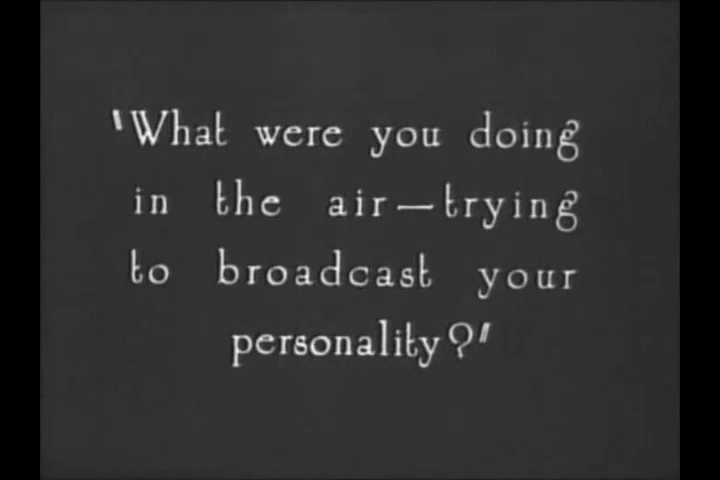 "What were you doing
in the air—trying
to broadcast your
personality?"